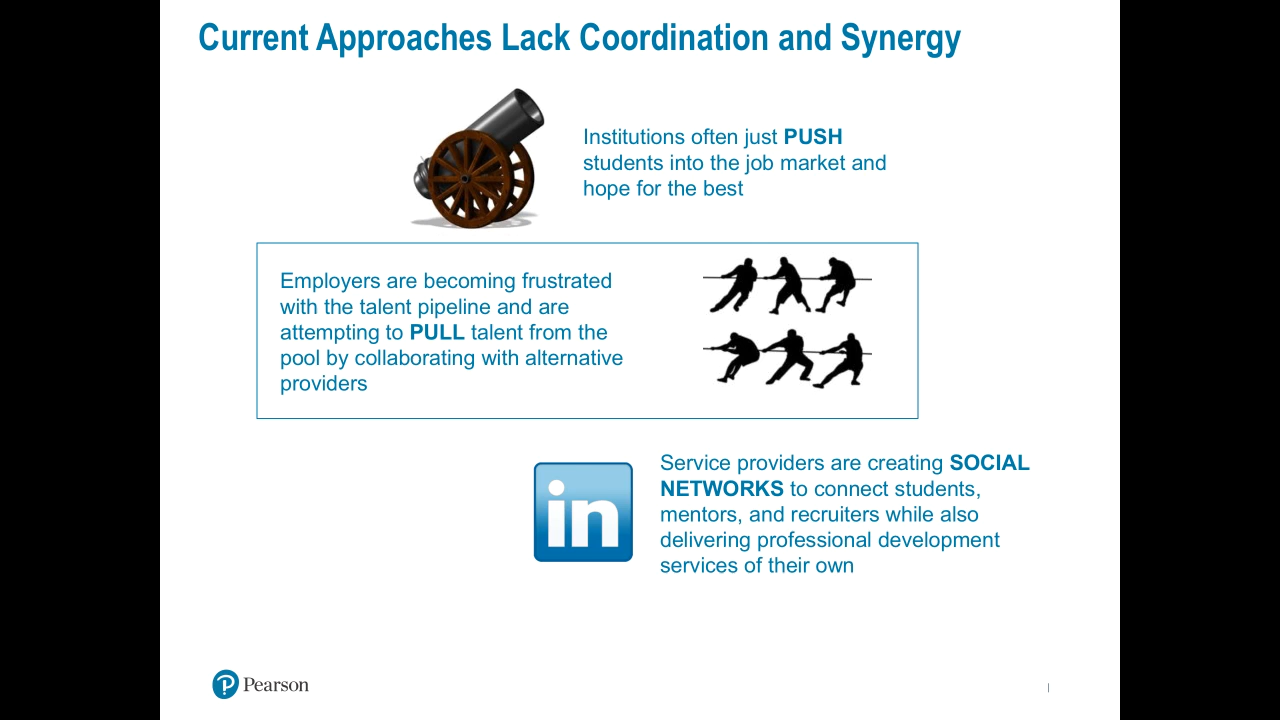 Current Approaches Lack Coordination and Synergy
Institutions often just PUSH
students into the job market and
hope for the best
Employers are becoming frustrated
with the talent pipeline and are
attempting to PULL talent from the
pool by collaborating with alternative
providers
in
Service providers are creating SOCIAL
NETWORKS to connect students,
mentors, and recruiters while also
delivering professional development
services of their own
P Pearson
|